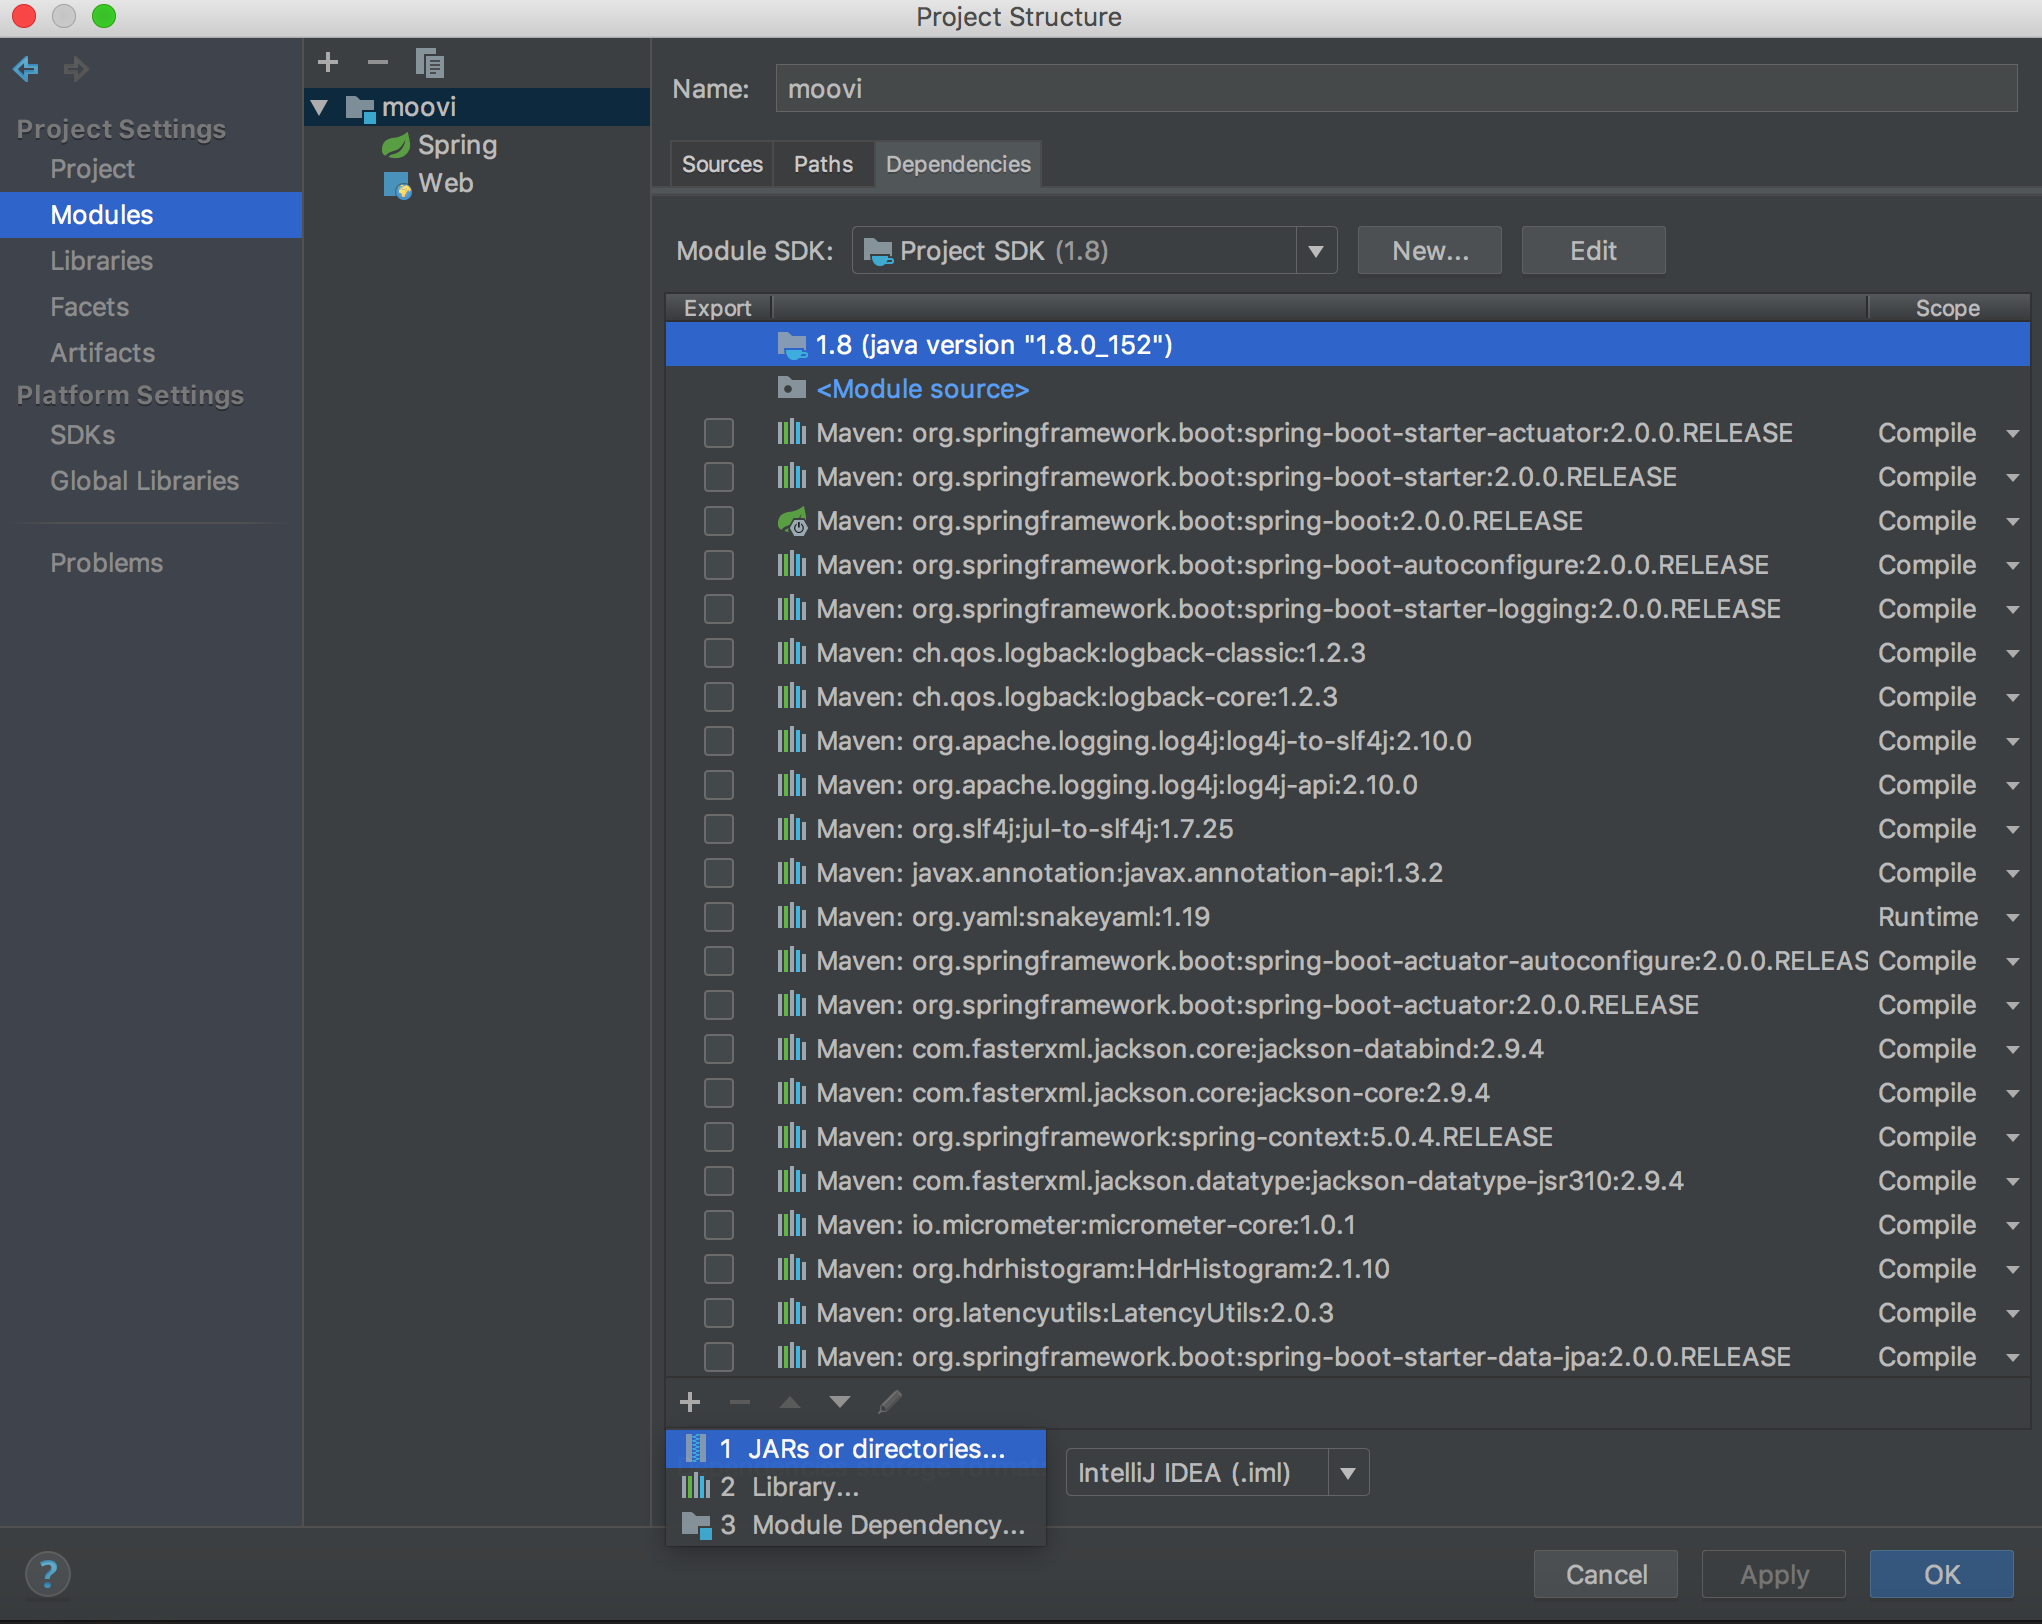 Project Structure
Project Settings
Project
Modules
Libraries
Facets
Artifacts
Platform Settings
SDKs
Global Libraries
Problems
moovi
Spring
Web
Name: moovi
Sources Paths Dependencies
Module SDK: Project SDK (1.8) New... Edit
Export Scope
1.8 (java version "1.8.0_152")
<Module source>
Maven: org.springframework.boot:spring-boot-starter-actuator:2.0.0.RELEASE Compile
Maven: org.springframework.boot:spring-boot-starter:2.0.0.RELEASE Compile
Maven: org.springframework.boot:spring-boot:2.0.0.RELEASE Compile
Maven: org.springframework.boot:spring-boot-autoconfigure:2.0.0.RELEASE Compile
Maven: org.springframework.boot:spring-boot-starter-logging:2.0.0.RELEASE Compile
Maven: ch.qos.logback:logback-classic:1.2.3 Compile
Maven: ch.qos.logback:logback-core:1.2.3 Compile
Maven: org.apache.logging.log4j:log4j-to-slf4j:2.10.0 Compile
Maven: org.apache.logging.log4j:log4j-api:2.10.0 Compile
Maven: org.slf4j:jul-to-slf4j:1.7.25 Compile
Maven: javax.annotation:javax.annotation-api:1.3.2 Compile
Maven: org.yaml:snakeyaml:1.19 Runtime
Maven: org.springframework.boot:spring-boot-actuator-autoconfigure:2.0.0.RELEAS Compile
Maven: org.springframework.boot:spring-boot-actuator:2.0.0.RELEASE Compile
Maven: com.fasterxml.jackson.core:jackson-databind:2.9.4 Compile
Maven: com.fasterxml.jackson.core:jackson-core:2.9.4 Compile
Maven: org.springframework:spring-context:5.0.4.RELEASE Compile
Maven: com.fasterxml.jackson.datatype:jackson-datatype-jsr310:2.9.4 Compile
Maven: io.micrometer:micrometer-core:1.0.1 Compile
Maven: org.hdrhistogram:HdrHistogram:2.1.10 Compile
Maven: org.latencyutils:LatencyUtils:2.0.3 Compile
Maven: org.springframework.boot:spring-boot-starter-data-jpa:2.0.0.RELEASE Compile
1 JARs or directories...
2 Library...
3 Module Dependency...
IntelliJ IDEA (.iml)
?
Cancel Apply OK